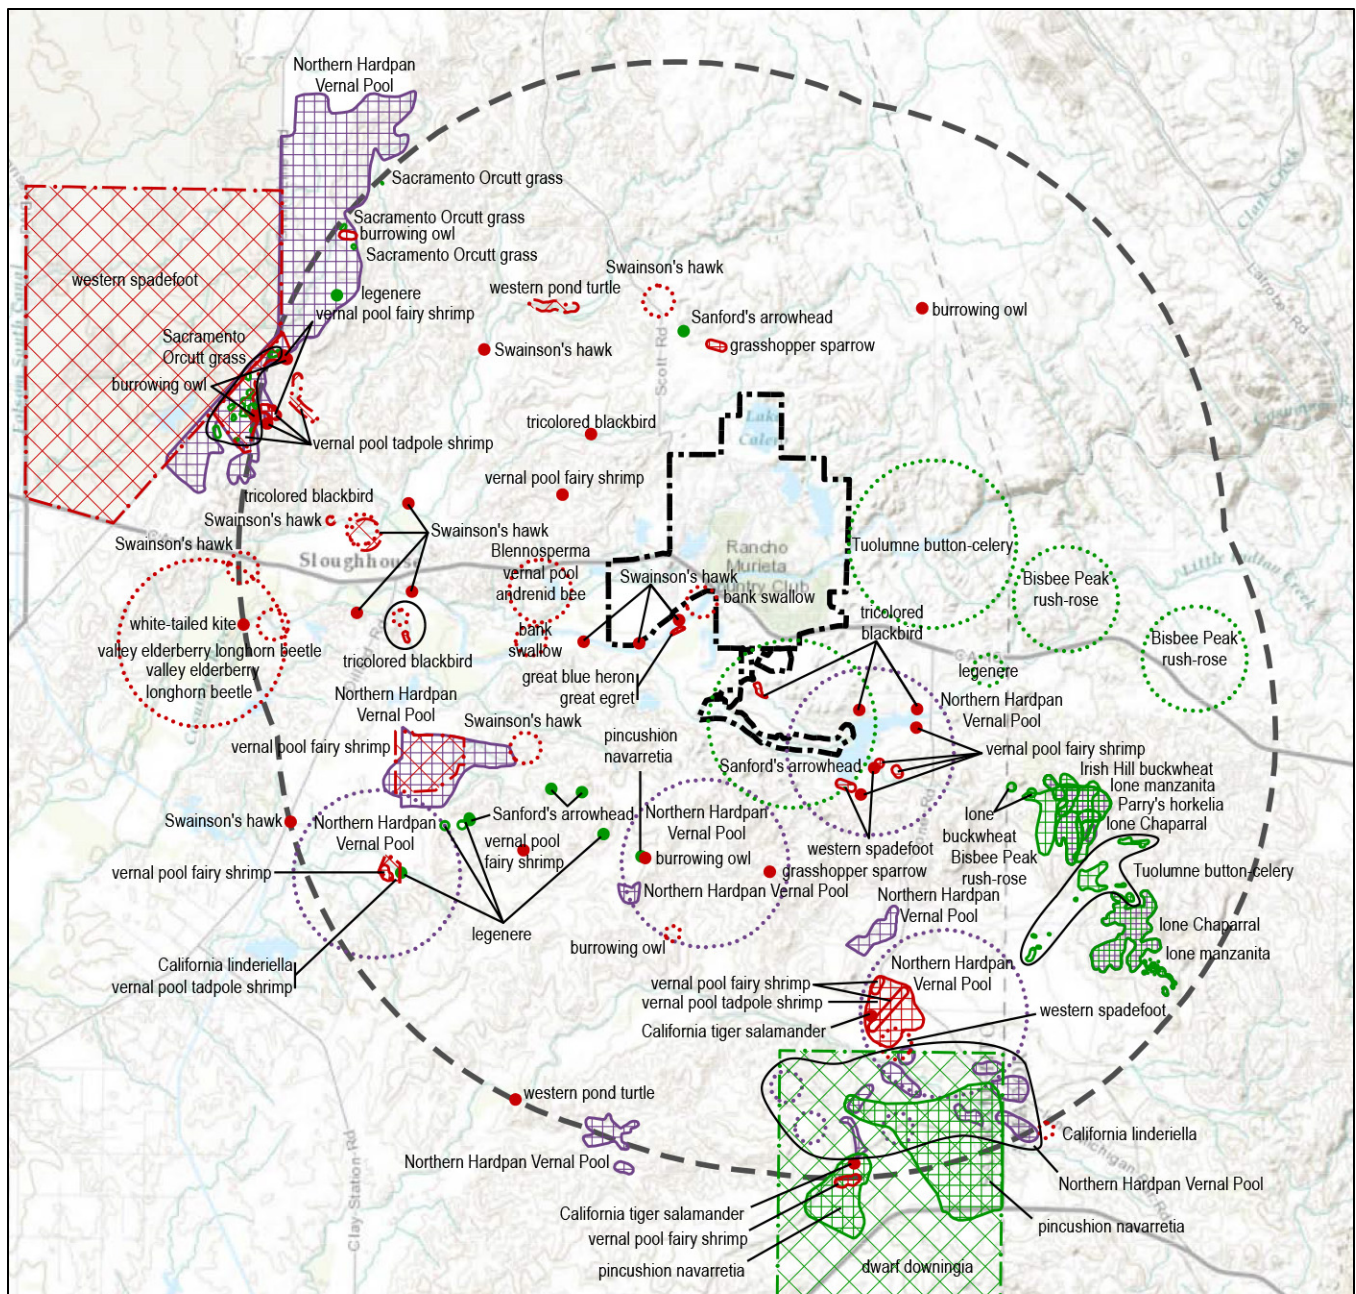 Northern Hardpan
Vernal Pool
Sacramento Orcutt grass
Sacramento Orcutt grass
burrowing owl
Sacramento Orcutt grass
western spadefoot
legenere
vernal pool fairy shrimp
Sacramento
Orcutt grass
burrowing owl
vernal pool tadpole shrimp
western pond turtle
Swainson's hawk
Swainson's hawk
Sanford's arrowhead
grasshopper sparrow
burrowing owl
Scott Rd
Latrobe Rd
Clark Creek
tricolored blackbird
vernal pool fairy shrimp
tricolored blackbird
Swainson's hawk
Swainson's hawk
Swainson's hawk
Sloughhouse
Blennosperma
vernal pool
andrenid bee
bank
swallow
Swainson's hawk
bank swallow
Rancho
Murieta
Country Club
Lake
Calero
Tuolumne button-celery
Bisbee Peak
rush-rose
Bisbee Peak
rush-rose
tricolored
blackbird
legenere
white-tailed kite
valley elderberry longhorn beetle
valley elderberry
longhorn beetle
tricolored blackbird
great blue heron
great egret
Northern Hardpan
Vernal Pool
vernal pool fairy shrimp
Swainson's hawk
pincushion
navarretia
Sanford's arrowhead
Northern Hardpan
Vernal Pool
vernal pool fairy shrimp
Irish Hill buckwheat
Ione manzanita
Parry's horkelia
Ione Chaparral
Ione
buckwheat
Bisbee Peak
rush-rose
Tuolumne button-celery
Ione Chaparral
Ione manzanita
Swainson's hawk
Northern Hardpan
Vernal Pool
Sanford's arrowhead
vernal pool
fairy shrimp
vernal pool fairy shrimp
legenere
Northern Hardpan
Vernal Pool
burrowing owl
Northern Hardpan Vernal Pool
burrowing owl
western spadefoot
grasshopper sparrow
Northern Hardpan
Vernal Pool
California linderiella
vernal pool tadpole shrimp
vernal pool fairy shrimp
vernal pool tadpole shrimp
California tiger salamander
Northern Hardpan
Vernal Pool
western spadefoot
western pond turtle
Northern Hardpan Vernal Pool
California linderiella
Northern Hardpan Vernal Pool
pincushion navarretia
California tiger salamander
vernal pool fairy shrimp
pincushion navarretia
dwarf downingia
Clay Station Rd